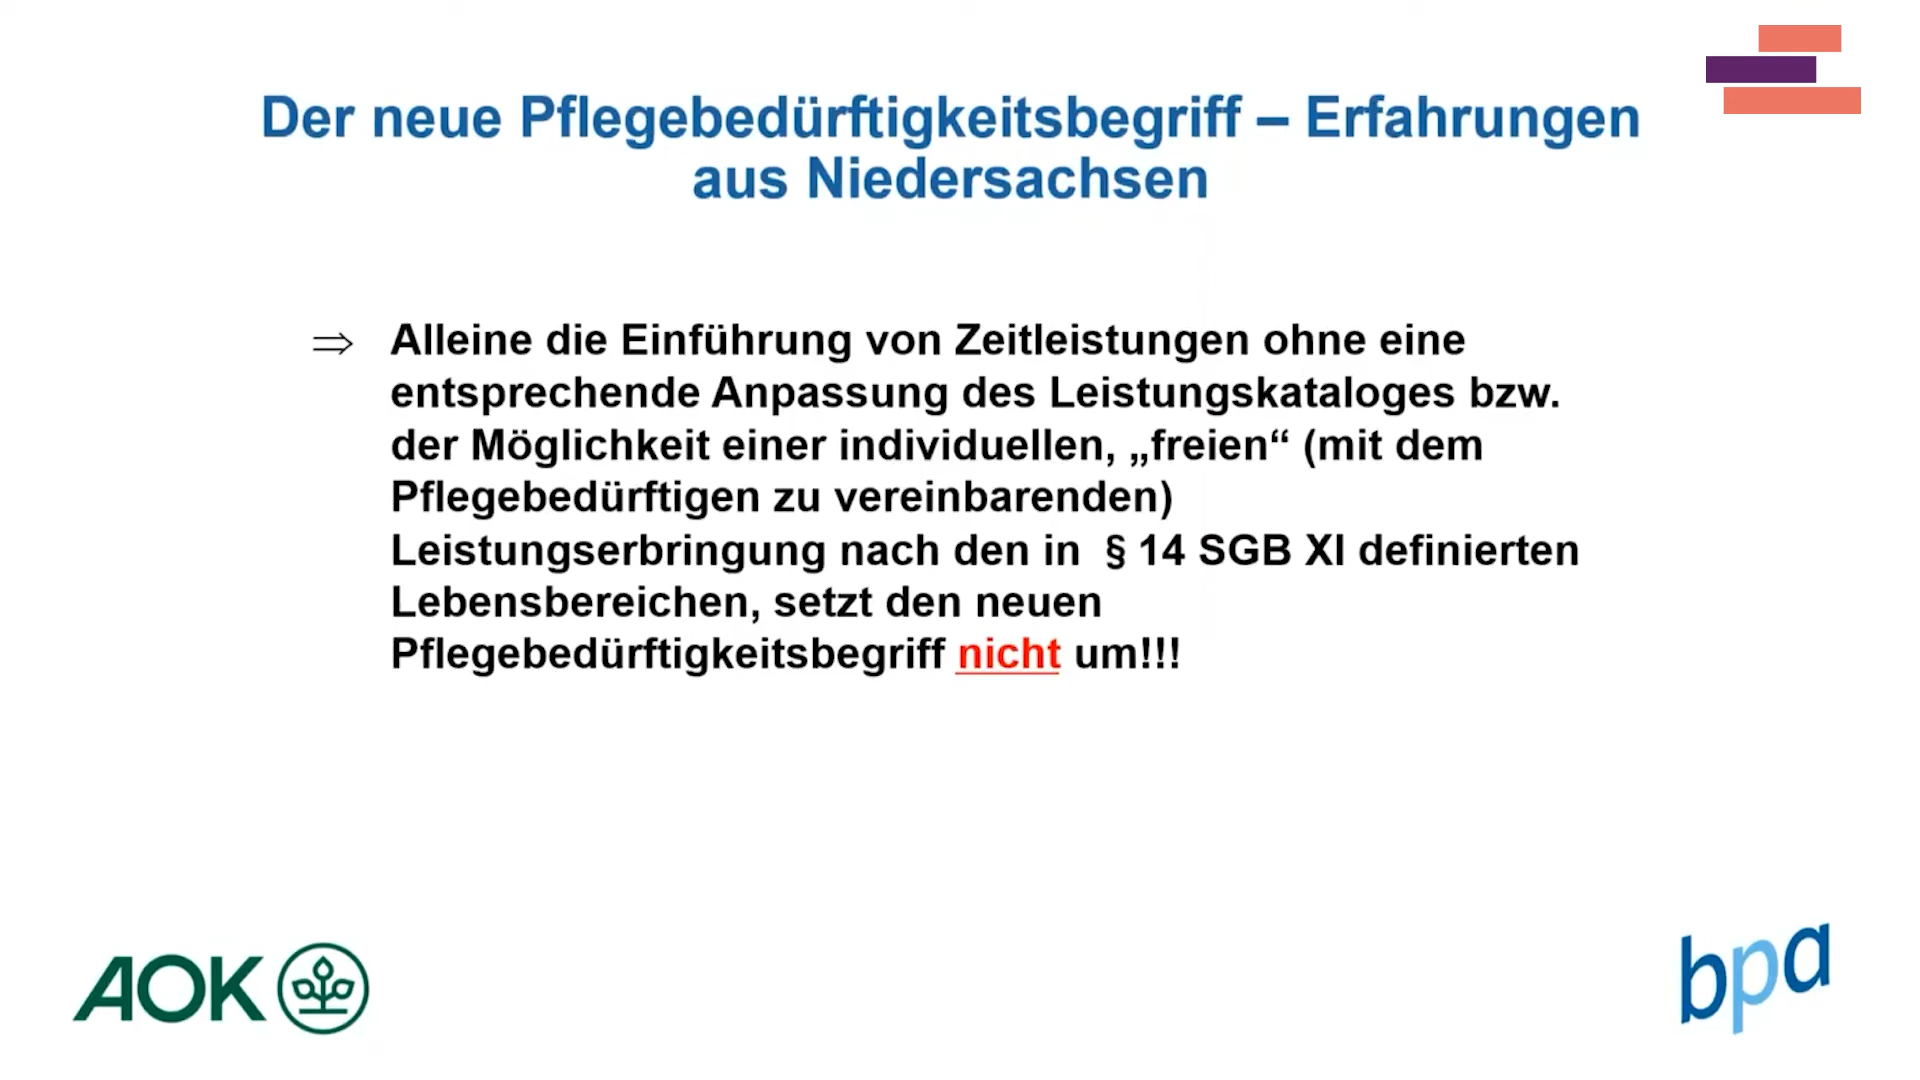 Der neue Pflegebedürftigkeitsbegriff – Erfahrungen
aus Niedersachsen
⇒ Alleine die Einführung von Zeitleistungen ohne eine
entsprechende Anpassung des Leistungskataloges bzw.
der Möglichkeit einer individuellen, „freien“ (mit dem
Pflegebedürftigen zu vereinbarenden)
Leistungserbringung nach den in § 14 SGB XI definierten
Lebensbereichen, setzt den neuen
Pflegebedürftigkeitsbegriff nicht um!!!
AOK
bpa